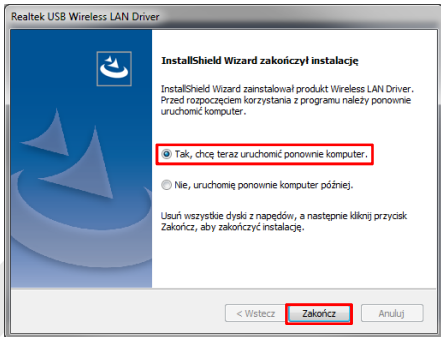 Realtek USB Wireless LAN Driver
InstallShield Wizard zakończył instalację
InstallShield Wizard zainstalował produkt Wireless LAN Driver.
Przed rozpoczęciem korzystania z programu należy ponownie
uruchomić komputer.
Tak, chcę teraz uruchomić ponownie komputer.
Nie, uruchomię ponownie komputer później.
Usuń wszystkie dyski z napędów, a następnie kliknij przycisk
Zakończ, aby zakończyć instalację.
< Wstecz Zakończ Anuluj